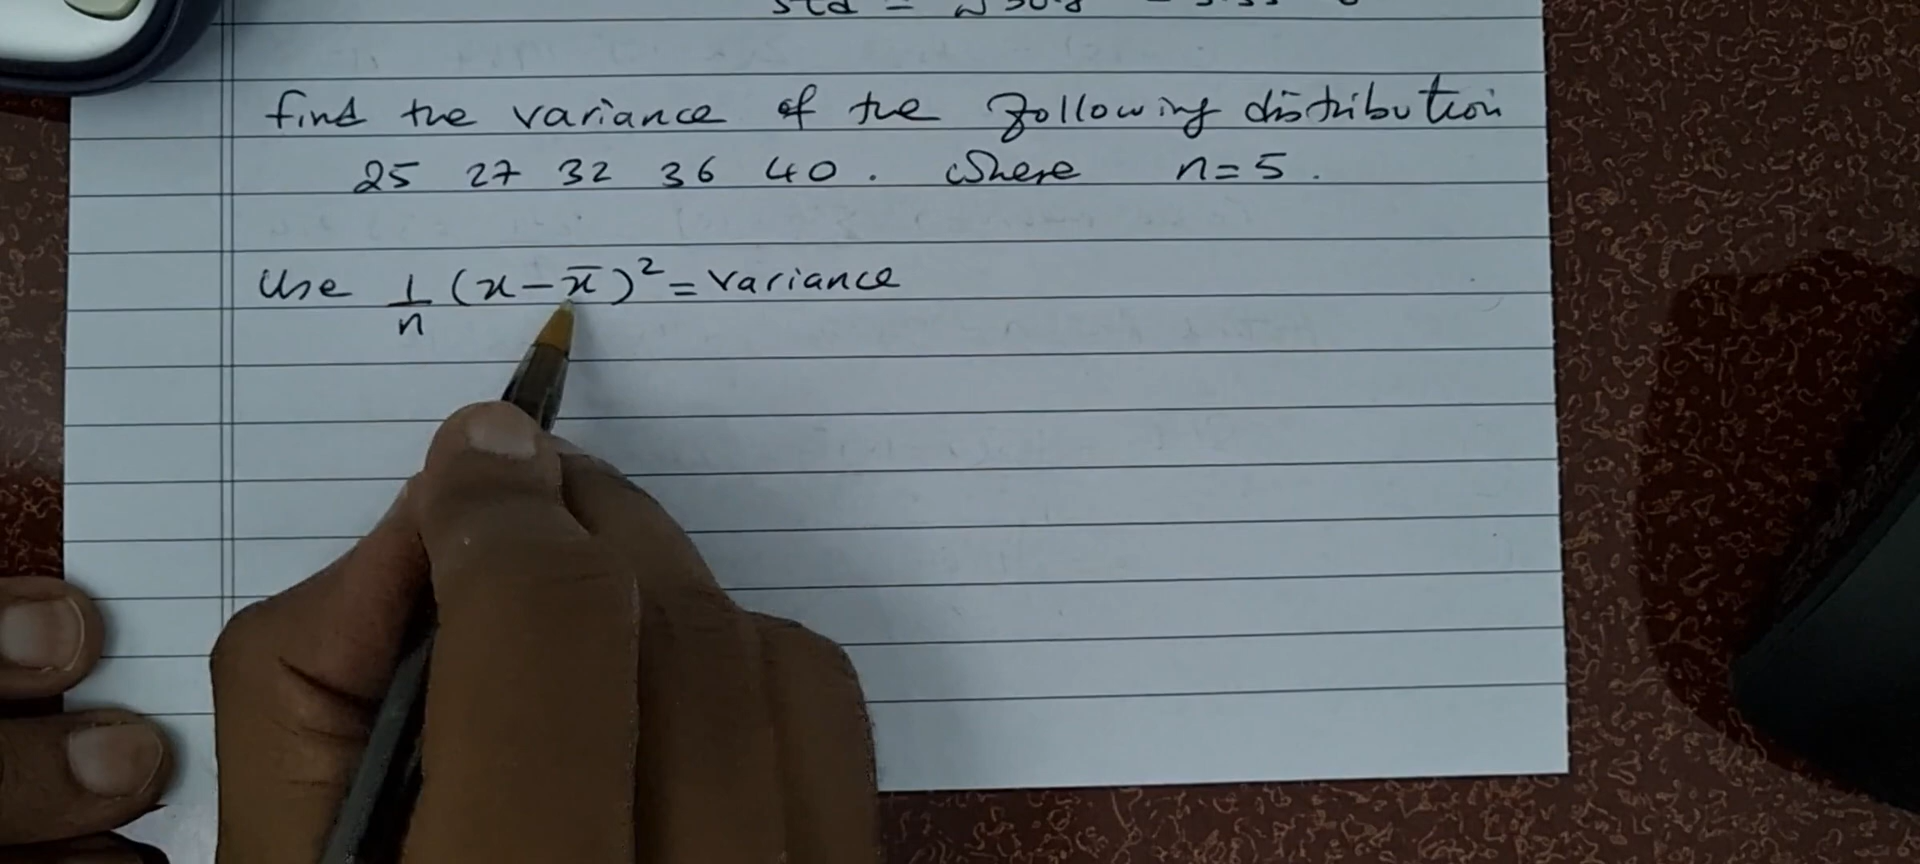 find the variance of the following distribution
25 27 32 36 40 . where n=5 .
Use 1/n (x-x̄)² = variance